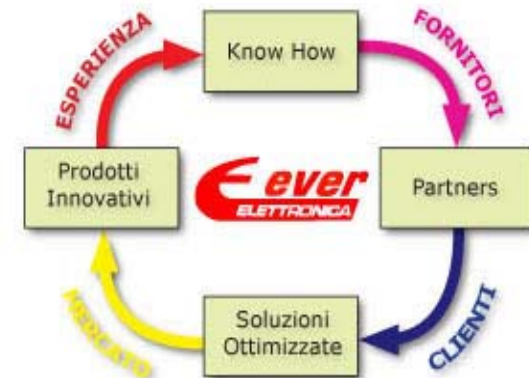 ESPERIENZA
Know How
FORNITORI
Prodotti
Innovativi
ever
ELETTRONICA
Partners
MERCATO
Soluzioni
Ottimizzate
CLIENTI